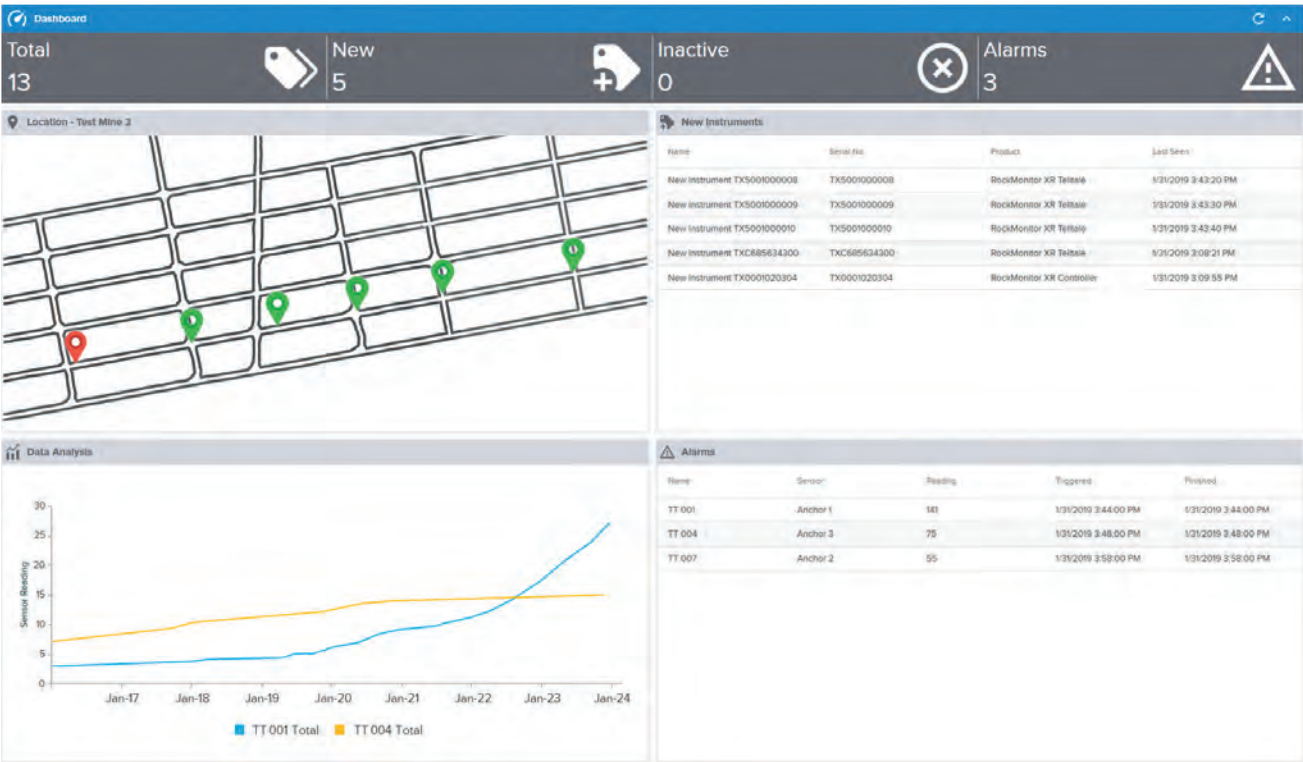 Dashboard
Total
13
New
5
Inactive
0
Alarms
3
Location - Test Mine 3
New Instruments
Name Serial No. Product Last Seen
New Instrument TX5001000008 TX5001000008 RockMonitor XR Telltale 1/31/2019 3:43:20 PM
New Instrument TX5001000009 TX5001000009 RockMonitor XR Telltale 1/31/2019 3:43:30 PM
New Instrument TX5001000010 TX5001000010 RockMonitor XR Telltale 1/31/2019 3:43:40 PM
New Instrument TXC685634300 TXC685634300 RockMonitor XR Telltale 1/31/2019 3:08:21 PM
New Instrument TX0001020304 TX0001020304 RockMonitor XR Controller 1/31/2019 3:09:55 PM
Data Analysis
Sensor Reading
30
25
20
15
10
5
0
Jan-17 Jan-18 Jan-19 Jan-20 Jan-21 Jan-22 Jan-23 Jan-24
TT 001 Total TT 004 Total
Alarms
Name Sensor Reading Triggered Finished
TT 001 Anchor 1 141 1/31/2019 3:44:00 PM 1/31/2019 3:44:00 PM
TT 004 Anchor 3 75 1/31/2019 3:48:00 PM 1/31/2019 3:48:00 PM
TT 007 Anchor 2 55 1/31/2019 3:58:00 PM 1/31/2019 3:58:00 PM